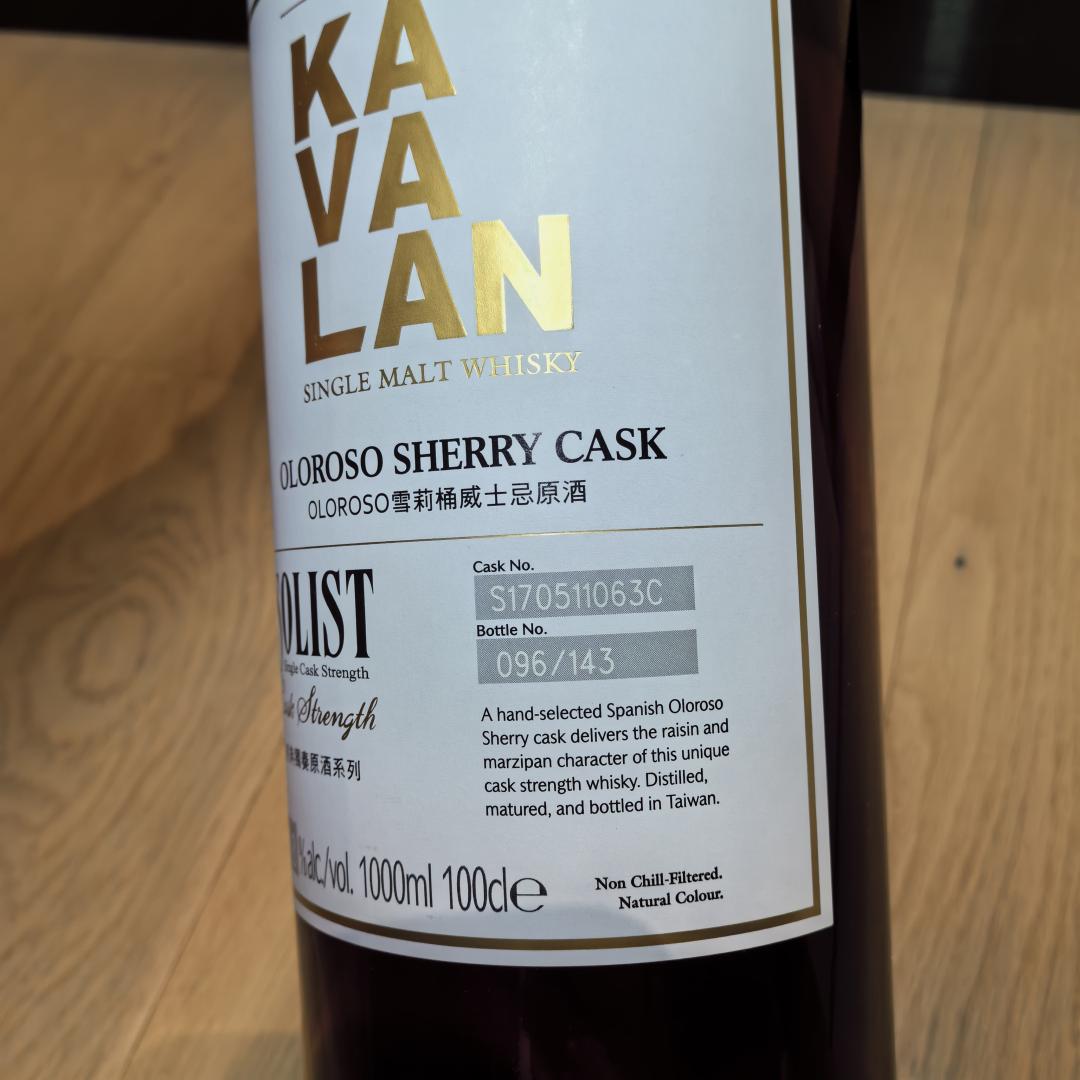 KA
VA
LAN
SINGLE MALT WHISKY
OLOROSO SHERRY CASK
OLOROSO雪莉桶威士忌原酒
OLIST
Single Cask Strength
Strength
原酒系列
%alc./vol. 1000ml 100cl℮
Cask No.
S170511063C
Bottle No.
096/143
A hand-selected Spanish Oloroso
Sherry cask delivers the raisin and
marzipan character of this unique
cask strength whisky. Distilled,
matured, and bottled in Taiwan.
Non Chill-Filtered.
Natural Colour.